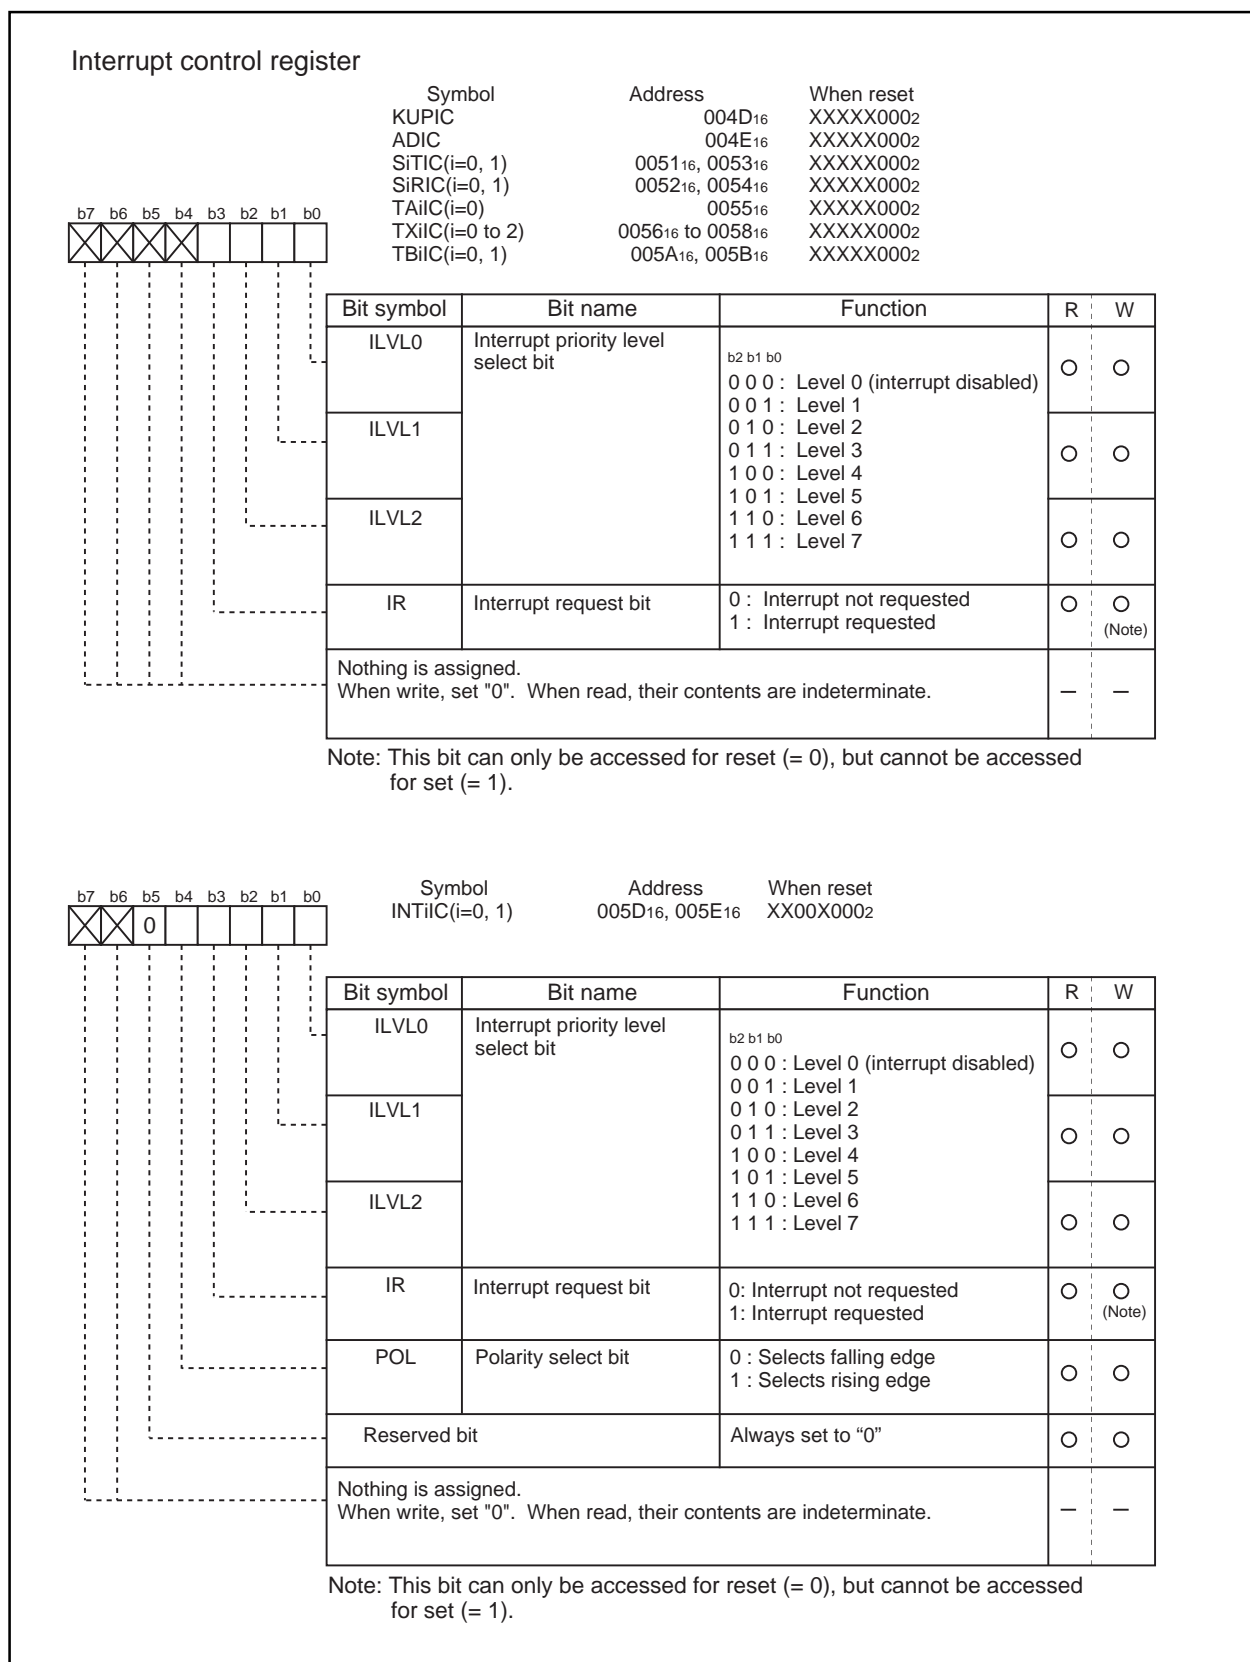 Interrupt control register
Symbol Address When reset
KUPIC 004D16 XXXXX0002
ADIC 004E16 XXXXX0002
SiTIC(i=0, 1) 005116, 005316 XXXXX0002
SiRIC(i=0, 1) 005216, 005416 XXXXX0002
TAiIC(i=0) 005516 XXXXX0002
TXiIC(i=0 to 2) 005616 to 005816 XXXXX0002
TBiIC(i=0, 1) 005A16, 005B16 XXXXX0002
b7 b6 b5 b4 b3 b2 b1 b0
Bit symbol Bit name Function R W
ILVL0 Interrupt priority level
select bit
b2 b1 b0
0 0 0 : Level 0 (interrupt disabled)
0 0 1 : Level 1
ILVL1 0 1 0 : Level 2
0 1 1 : Level 3
1 0 0 : Level 4
1 0 1 : Level 5
ILVL2 1 1 0 : Level 6
1 1 1 : Level 7
IR Interrupt request bit 0 : Interrupt not requested
1 : Interrupt requested (Note)
Nothing is assigned.
When write, set "0". When read, their contents are indeterminate. – –
Note: This bit can only be accessed for reset (= 0), but cannot be accessed
for set (= 1).
Symbol Address When reset
INTiIC(i=0, 1) 005D16, 005E16 XX00X0002
b7 b6 b5 b4 b3 b2 b1 b0
0
Bit symbol Bit name Function R W
ILVL0 Interrupt priority level
select bit
b2 b1 b0
0 0 0 : Level 0 (interrupt disabled)
0 0 1 : Level 1
ILVL1 0 1 0 : Level 2
0 1 1 : Level 3
1 0 0 : Level 4
1 0 1 : Level 5
ILVL2 1 1 0 : Level 6
1 1 1 : Level 7
IR Interrupt request bit 0: Interrupt not requested
1: Interrupt requested (Note)
POL Polarity select bit 0 : Selects falling edge
1 : Selects rising edge
Reserved bit Always set to “0”
Nothing is assigned.
When write, set "0". When read, their contents are indeterminate. – –
Note: This bit can only be accessed for reset (= 0), but cannot be accessed
for set (= 1).